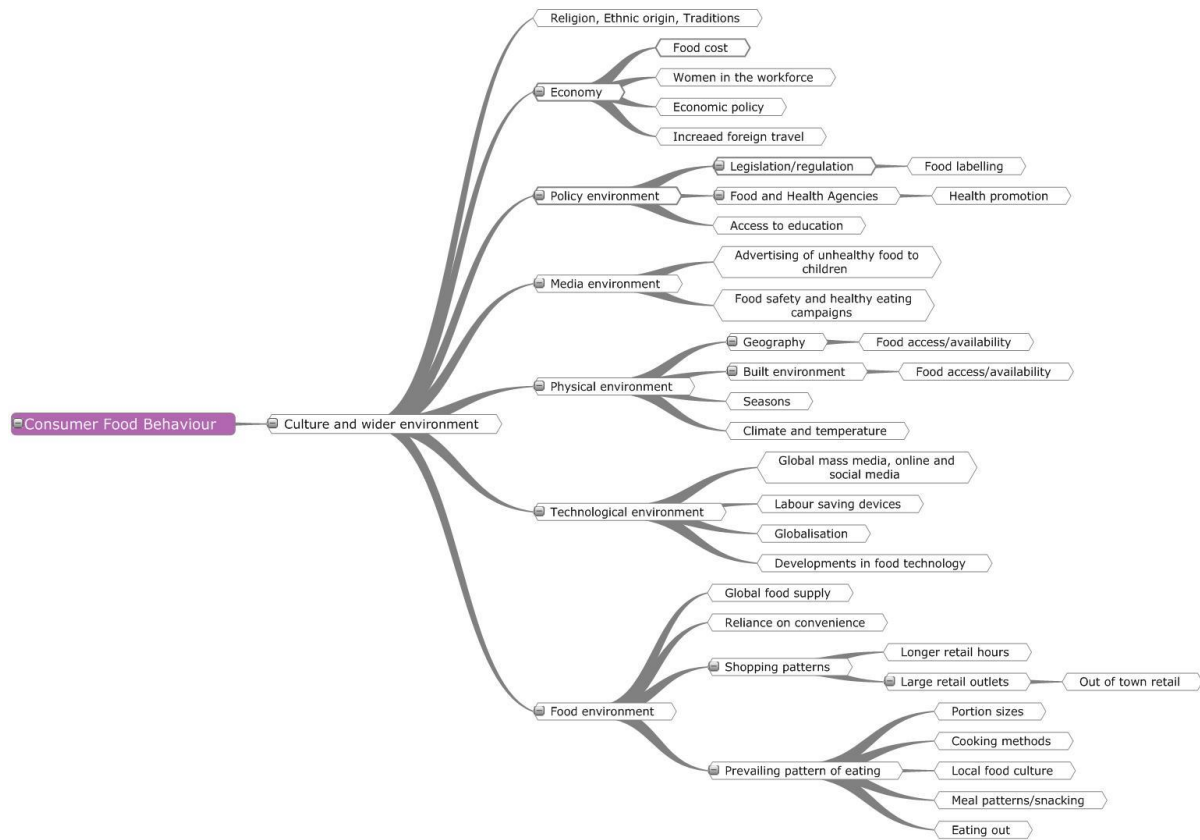 Religion, Ethnic origin, Traditions
Food cost
Women in the workforce
Economy
Economic policy
Increaed foreign travel
Legislation/regulation
Food labelling
Policy environment
Food and Health Agencies
Health promotion
Access to education
Advertising of unhealthy food to
children
Media environment
Food safety and healthy eating
campaigns
Geography
Food access/availability
Built environment
Food access/availability
Physical environment
Seasons
Climate and temperature
Consumer Food Behaviour
Culture and wider environment
Global mass media, online and
social media
Labour saving devices
Technological environment
Globalisation
Developments in food technology
Global food supply
Reliance on convenience
Longer retail hours
Shopping patterns
Large retail outlets
Out of town retail
Food environment
Portion sizes
Cooking methods
Prevailing pattern of eating
Local food culture
Meal patterns/snacking
Eating out